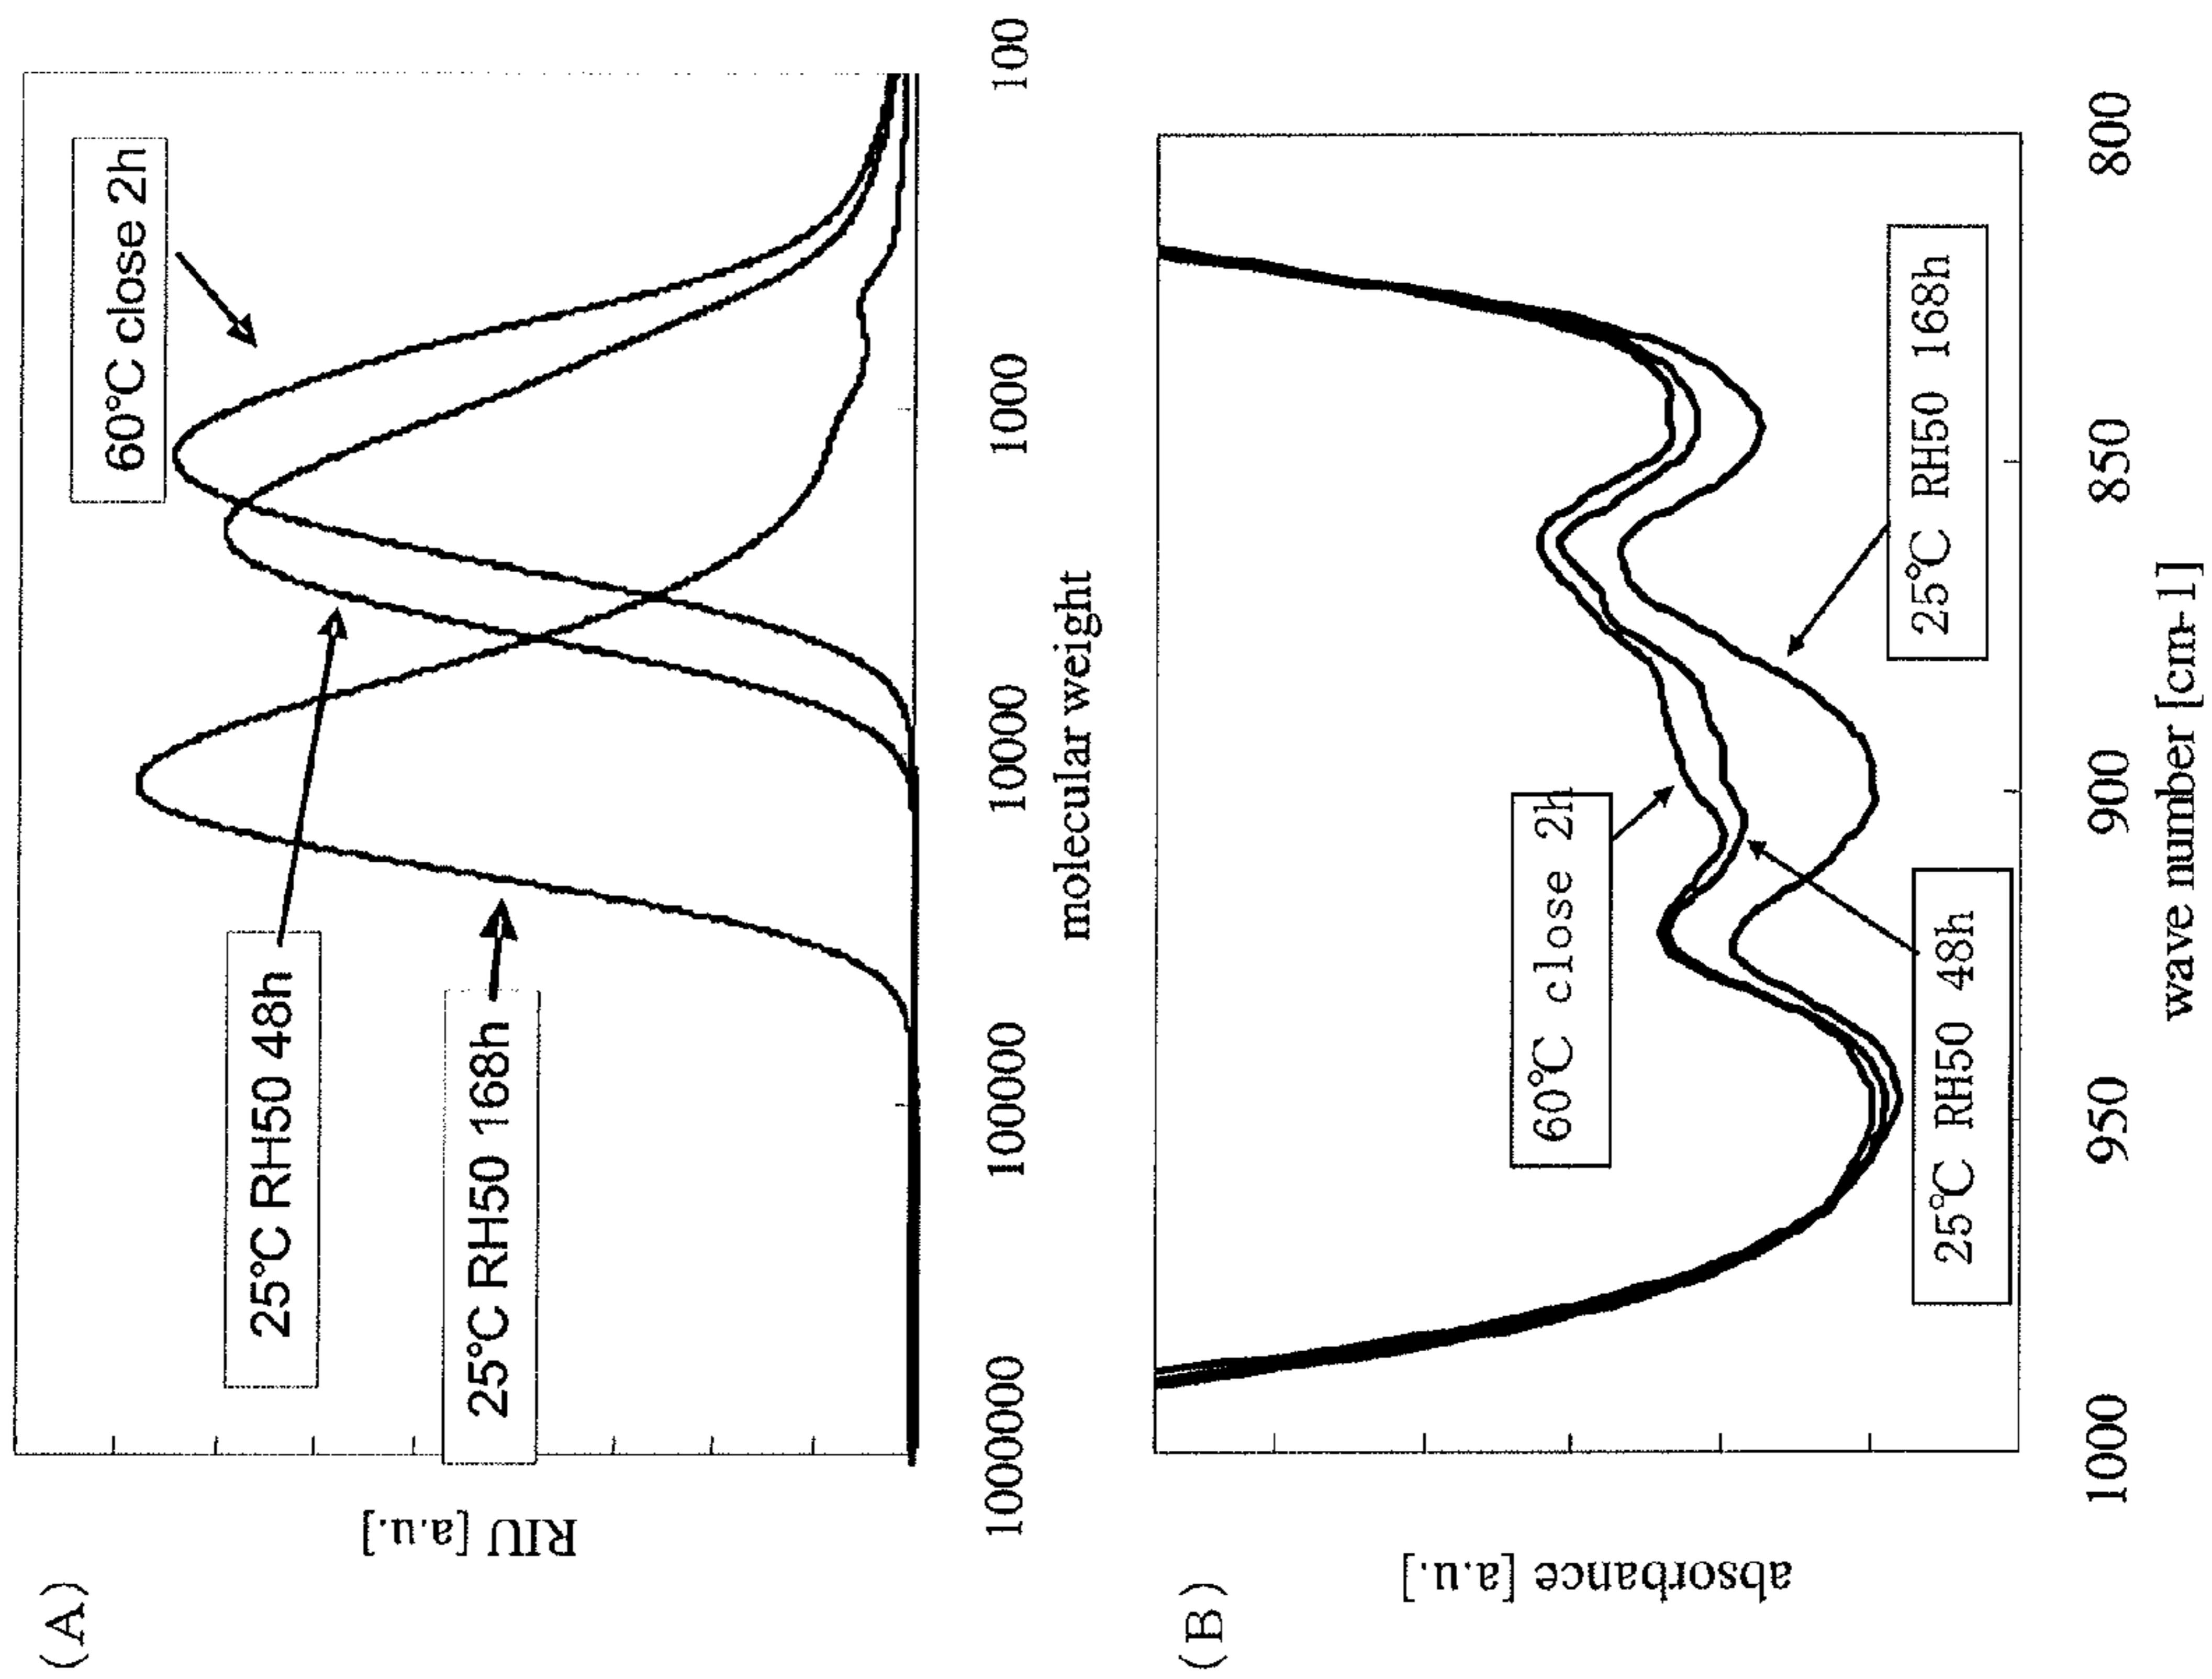 (A)
RIU [a.u.]
60℃ close 2h
25℃ RH50 48h
25℃ RH50 168h
1000000
100000
10000
1000
100
molecular weight
(B)
absorbance [a.u.]
60℃ close 2h
25℃ RH50 168h
25℃ RH50 48h
1000
950
900
850
800
wave number [cm-1]